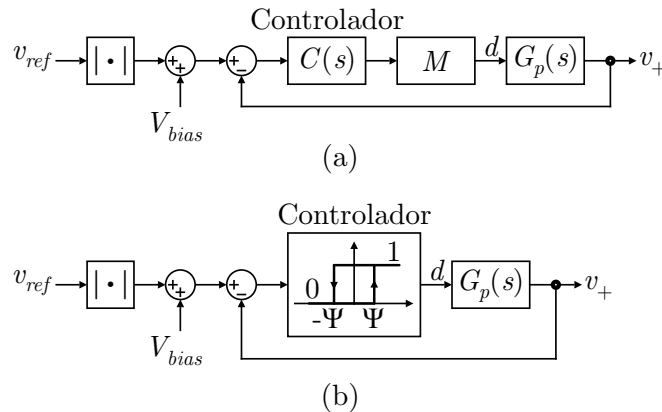 Controlador
v_ref |·| + + + − C(s) M d G_p(s) v_+
V_bias
(a)
Controlador
v_ref |·| + + + − 0 1 d G_p(s) v_+
-Ψ Ψ
V_bias
(b)